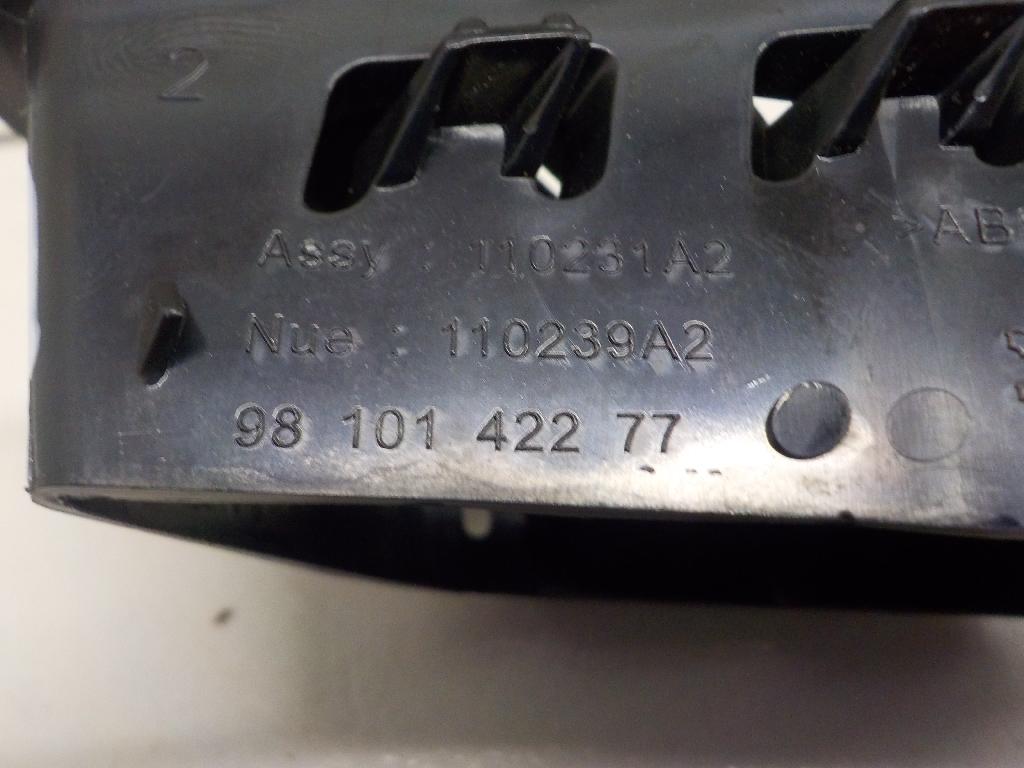 2
Assy : 110231A2
>AB
Nue : 110239A2
98 101 422 77